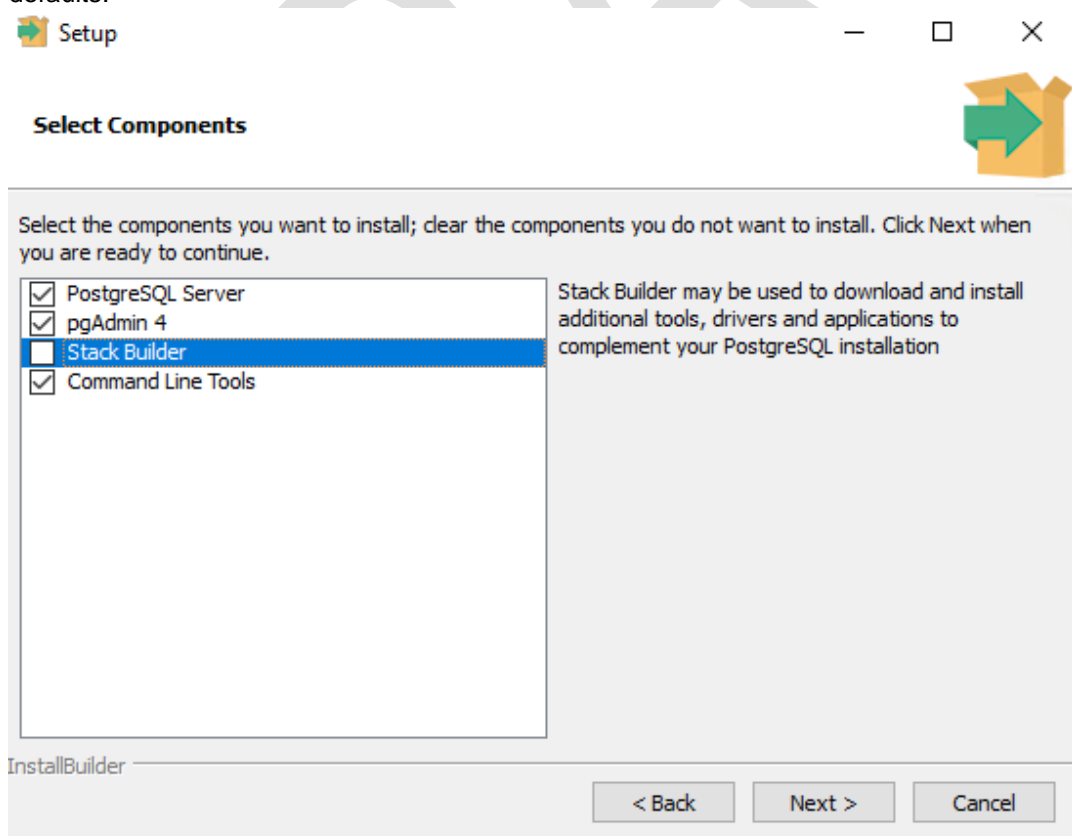 defaults.
Setup
Select Components
Select the components you want to install; clear the components you do not want to install. Click Next when
you are ready to continue.
PostgreSQL Server
pgAdmin 4
Stack Builder
Command Line Tools
Stack Builder may be used to download and install
additional tools, drivers and applications to
complement your PostgreSQL installation
InstallBuilder
< Back
Next >
Cancel